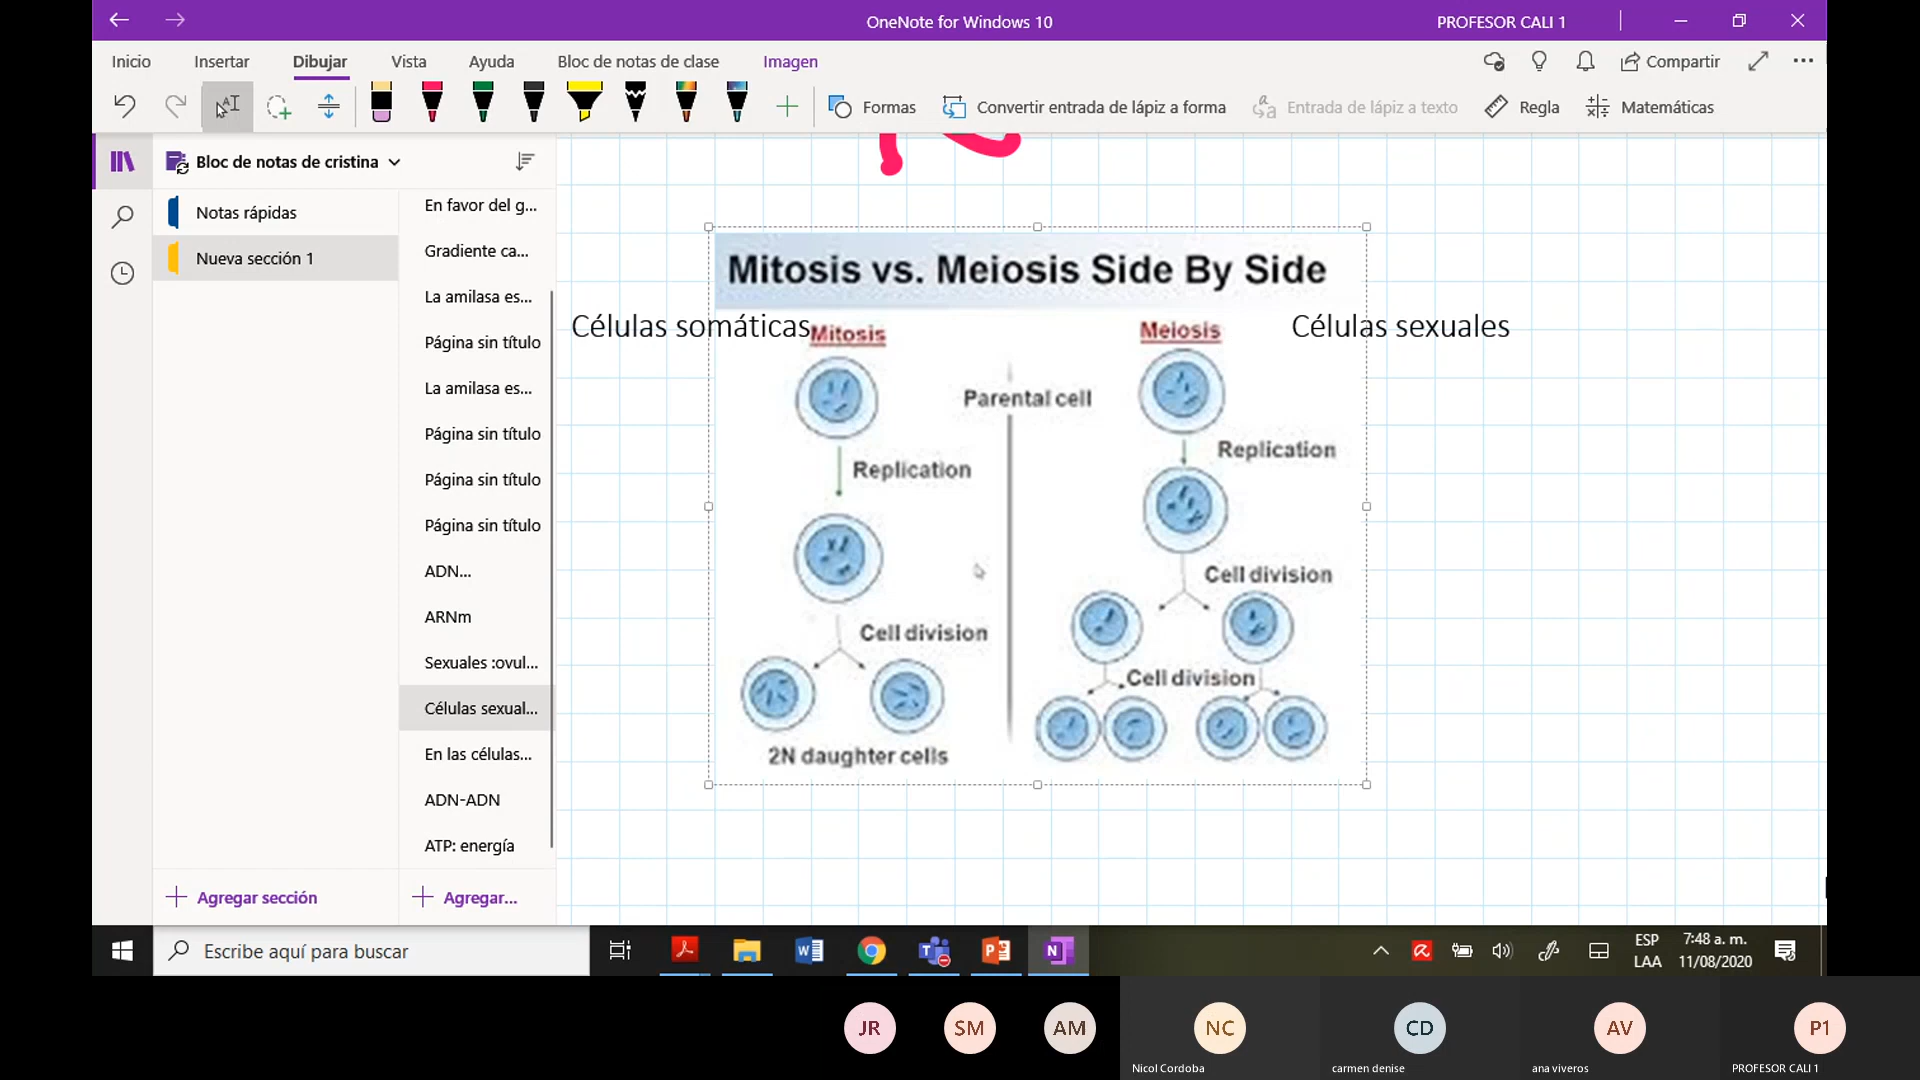 OneNote for Windows 10
PROFESOR CALI 1
Inicio
Insertar
Dibujar
Vista
Ayuda
Bloc de notas de clase
Imagen
Compartir
Formas
Convertir entrada de lápiz a forma
Entrada de lápiz a texto
Regla
Matemáticas
Bloc de notas de cristina
Notas rápidas
Nueva sección 1
Agregar sección
En favor del g...
Gradiente ca...
La amilasa es...
Página sin título
La amilasa es...
Página sin título
Página sin título
Página sin título
ADN...
ARNm
Sexuales :ovul...
Células sexual...
En las células...
ADN-ADN
ATP: energía
Agregar...
Mitosis vs. Meiosis Side By Side
Células somáticas
Mitosis
Meiosis
Células sexuales
Parental cell
Replication
Replication
Cell division
Cell division
Cell division
2N daughter cells
Escribe aquí para buscar
ESP
LAA
7:48 a. m.
11/08/2020
JR
SM
AM
NC
Nicol Cordoba
CD
carmen denise
AV
ana viveros
P1
PROFESOR CALI 1